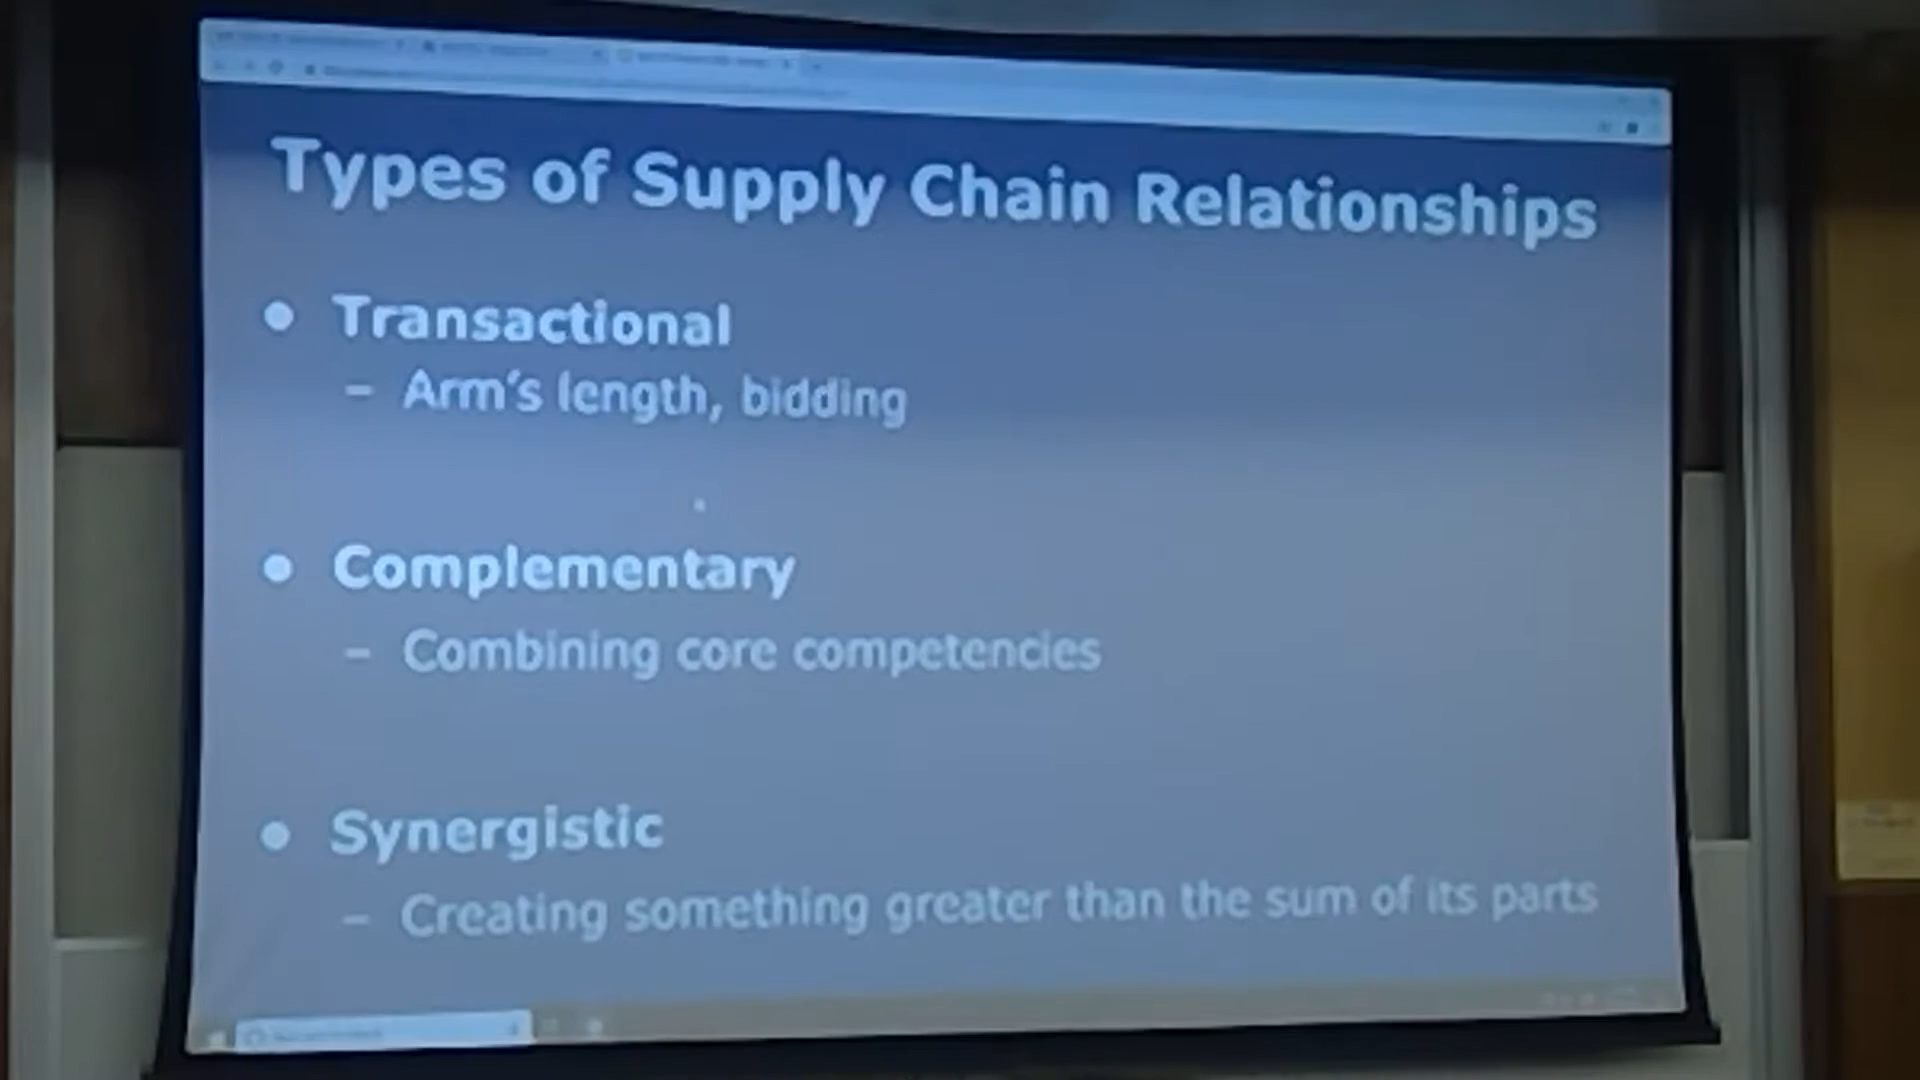 Types of Supply Chain Relationships
● Transactional
– Arm's length, bidding
● Complementary
– Combining core competencies
● Synergistic
– Creating something greater than the sum of its parts